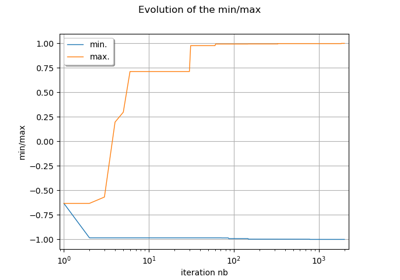 Evolution of the min/max
min.
max.
1.00
0.75
0.50
0.25
0.00
−0.25
−0.50
−0.75
−1.00
min/max
10⁰
10¹
10²
10³
iteration nb